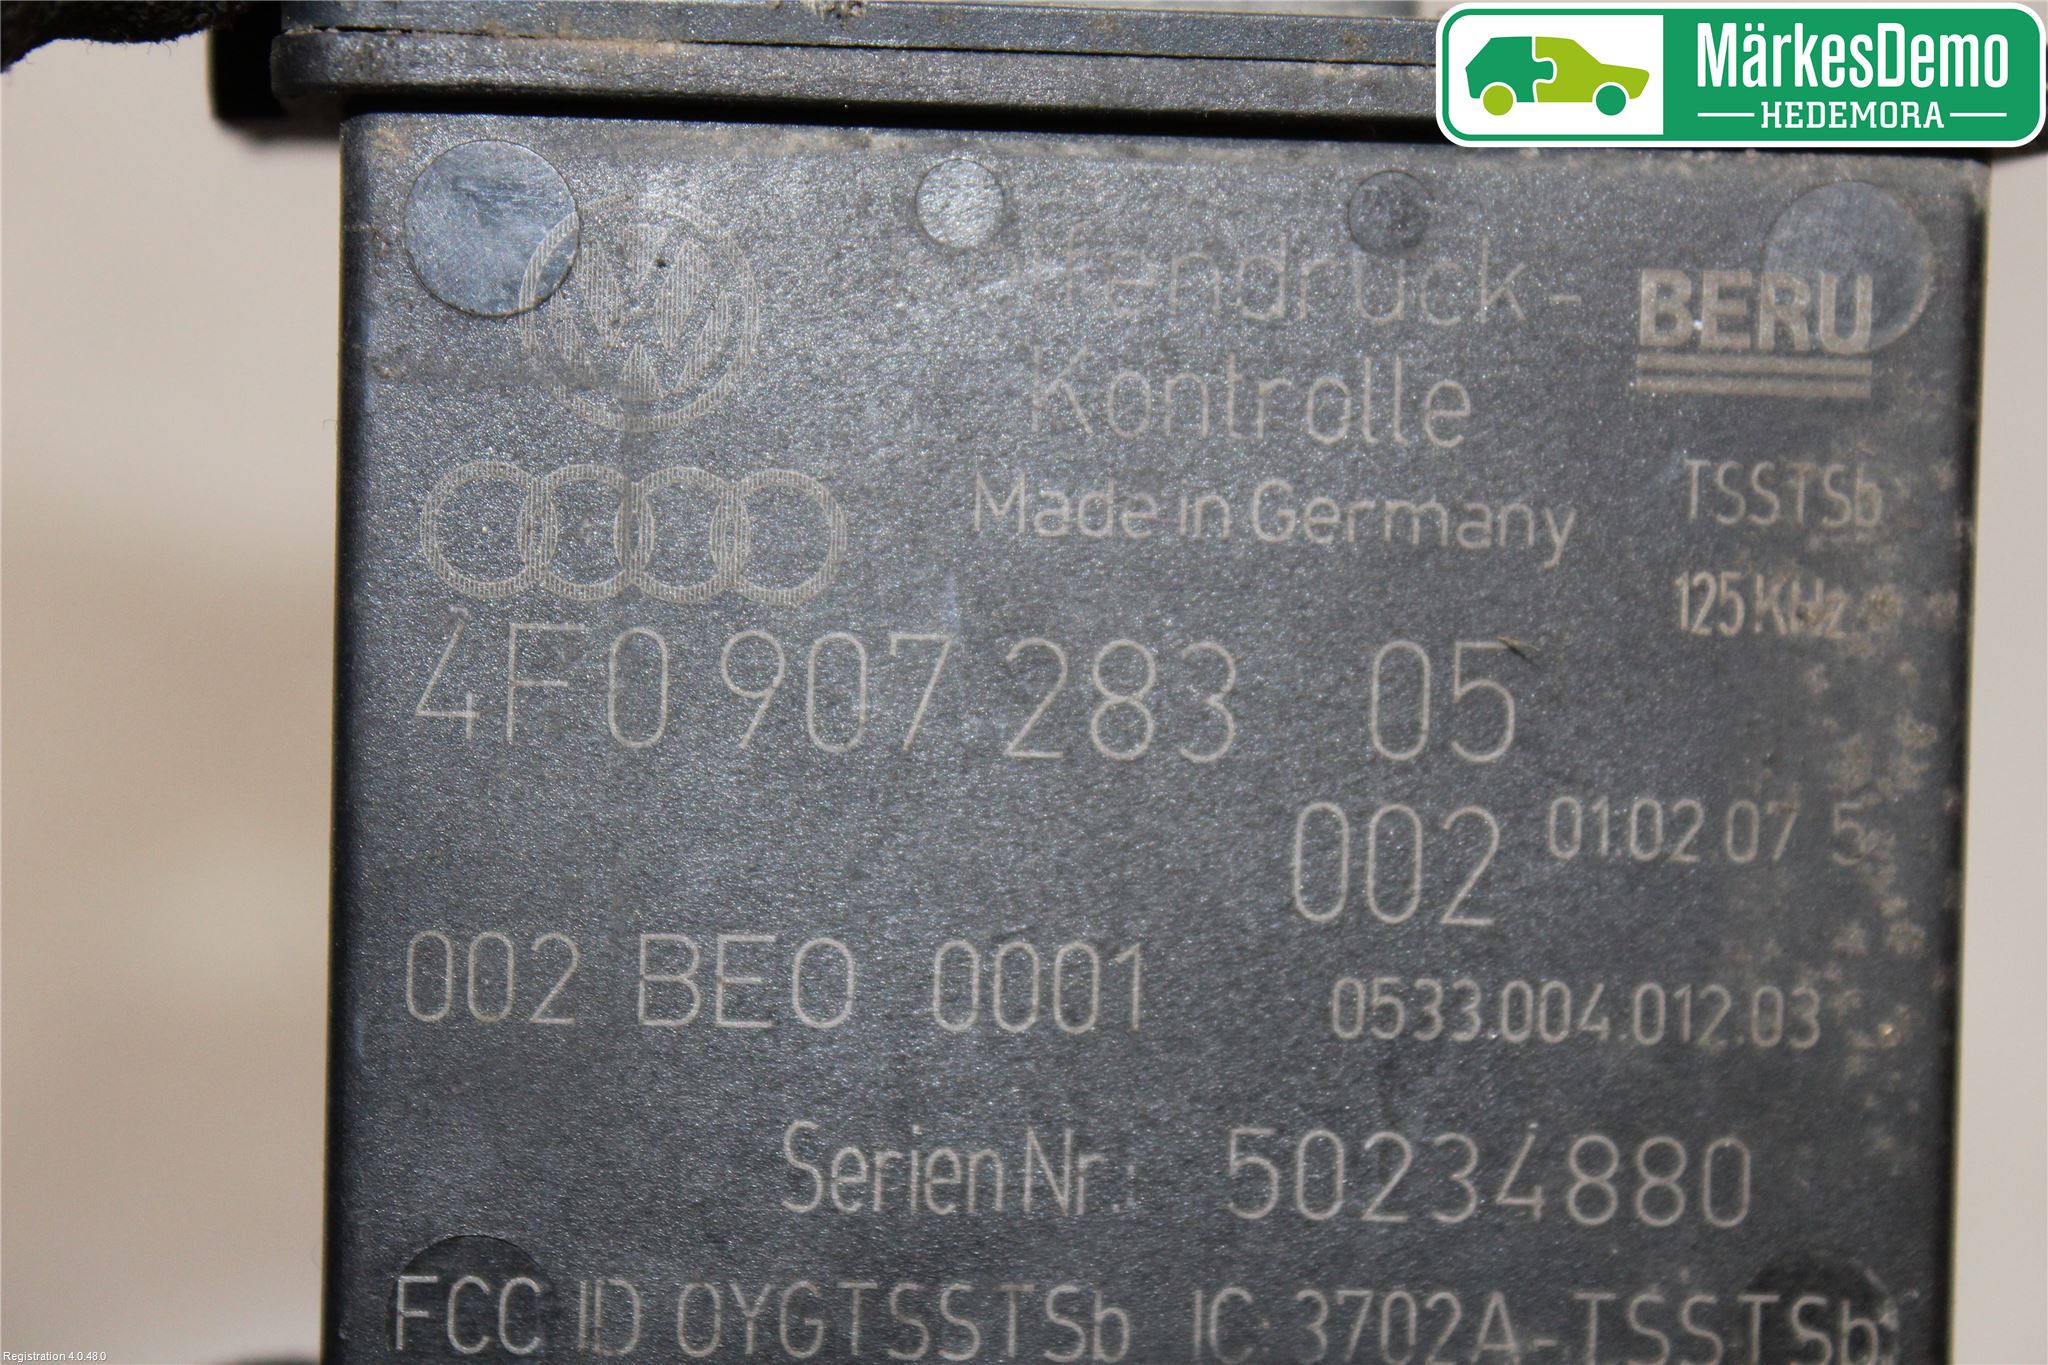 MärkesDemo
HEDEMORA
Reifendruck-
Kontrolle
BERU
Made in Germany
TSSTSb
125 KHz
4F0 907 283 05
002 01.02.07 5
002 BEO 0001
0533.004.012.03
Serien Nr.: 50234880
FCC ID OYGTSSTSb IC: 3702A-TSSTSb
Registration 4.0.48.0